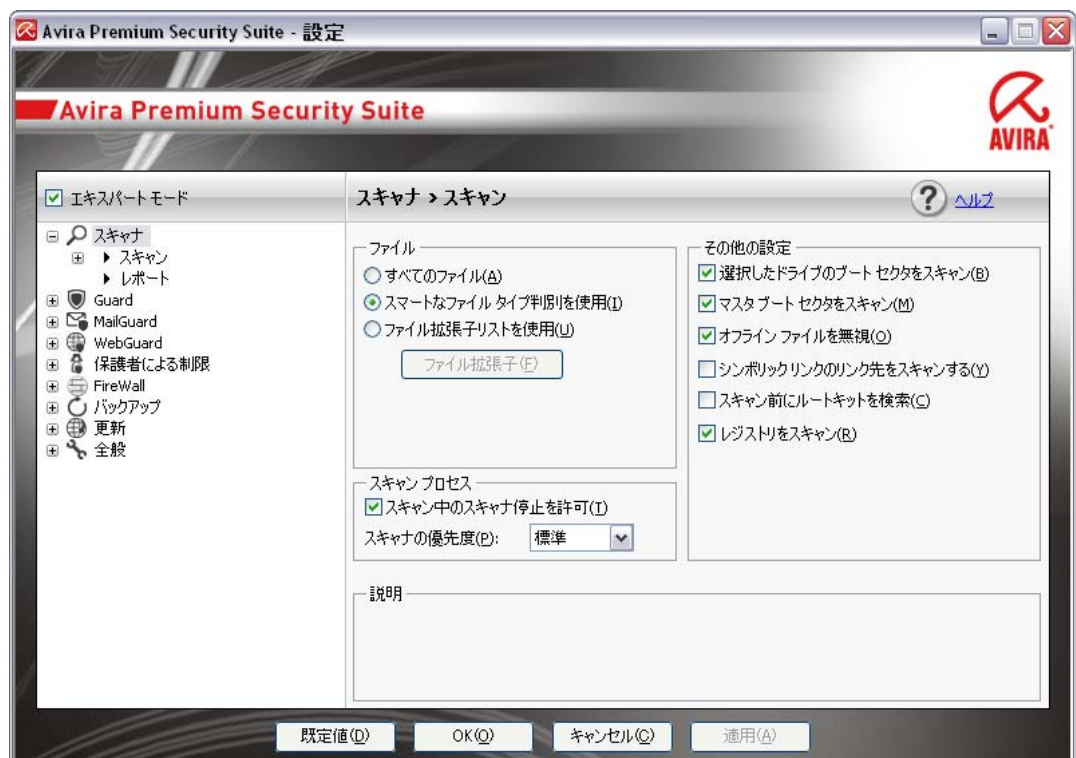 Avira Premium Security Suite - 設定
Avira Premium Security Suite
AVIRA
エキスパート モード
スキャナ > スキャン
ヘルプ
スキャナ
スキャン
レポート
Guard
MailGuard
WebGuard
保護者による制限
FireWall
バックアップ
更新
全般
ファイル
すべてのファイル(A)
スマートなファイル タイプ判別を使用(I)
ファイル拡張子リストを使用(U)
ファイル拡張子(F)
スキャン プロセス
スキャン中のスキャナ停止を許可(T)
スキャナの優先度(P):
標準
その他の設定
選択したドライブのブート セクタをスキャン(B)
マスタ ブート セクタをスキャン(M)
オフライン ファイルを無視(O)
シンボリック リンクのリンク先をスキャンする(Y)
スキャン前にルートキットを検索(C)
レジストリをスキャン(R)
説明
既定値(D)
OK(O)
キャンセル(C)
適用(A)